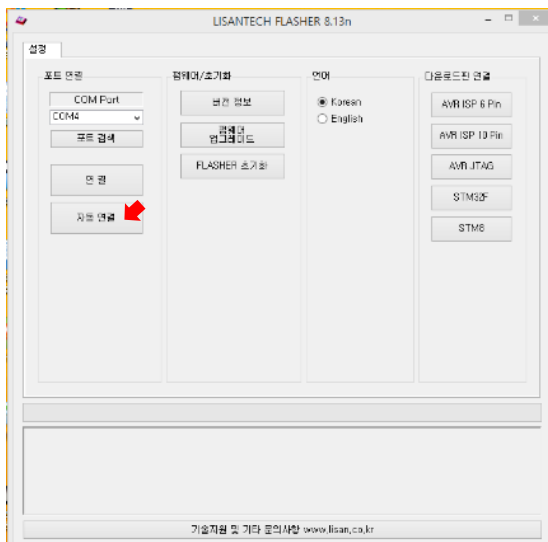 LISANTECH FLASHER 8.13n
설정
포트 연결
COM Port
COM4
포트 검색
연 결
자동 연결
펌웨어/초기화
버전 정보
펌웨어
업그레이드
FLASHER 초기화
언어
Korean
English
다운로드핀 연결
AVR ISP 6 Pin
AVR ISP 10 Pin
AVR JTAG
STM32F
STM8
기술지원 및 기타 문의사항 www.lisan.co.kr